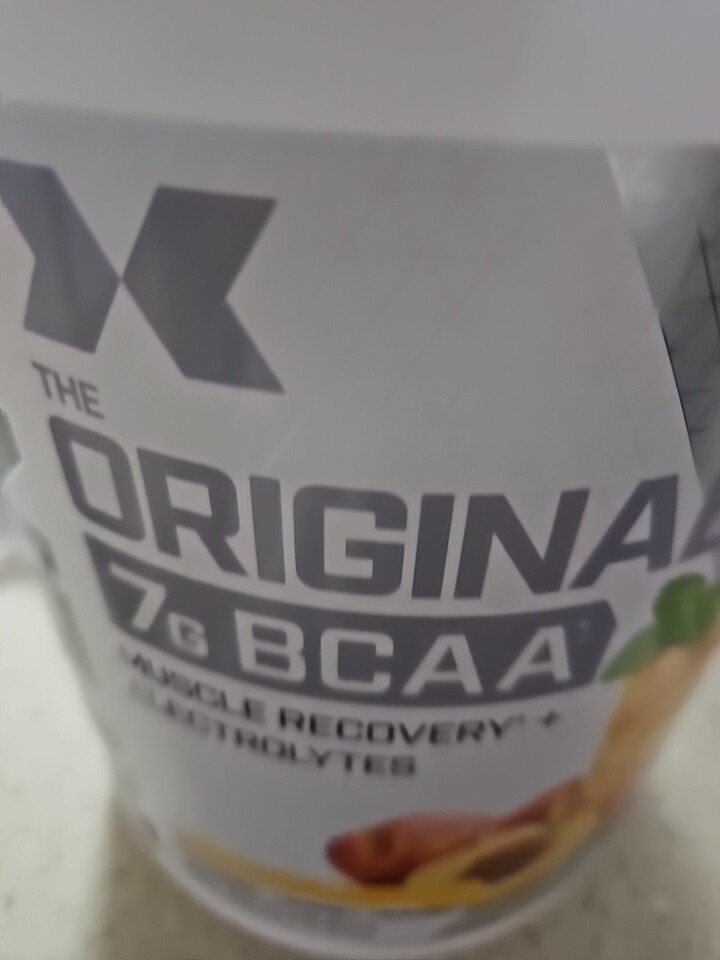 THE
ORIGINAL
7G BCAA†
MUSCLE RECOVERY† +
ELECTROLYTES